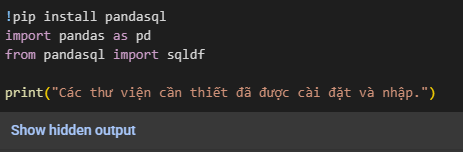 !pip install pandasql
import pandas as pd
from pandasql import sqldf
print("Các thư viện cần thiết đã được cài đặt và nhập.")
Show hidden output